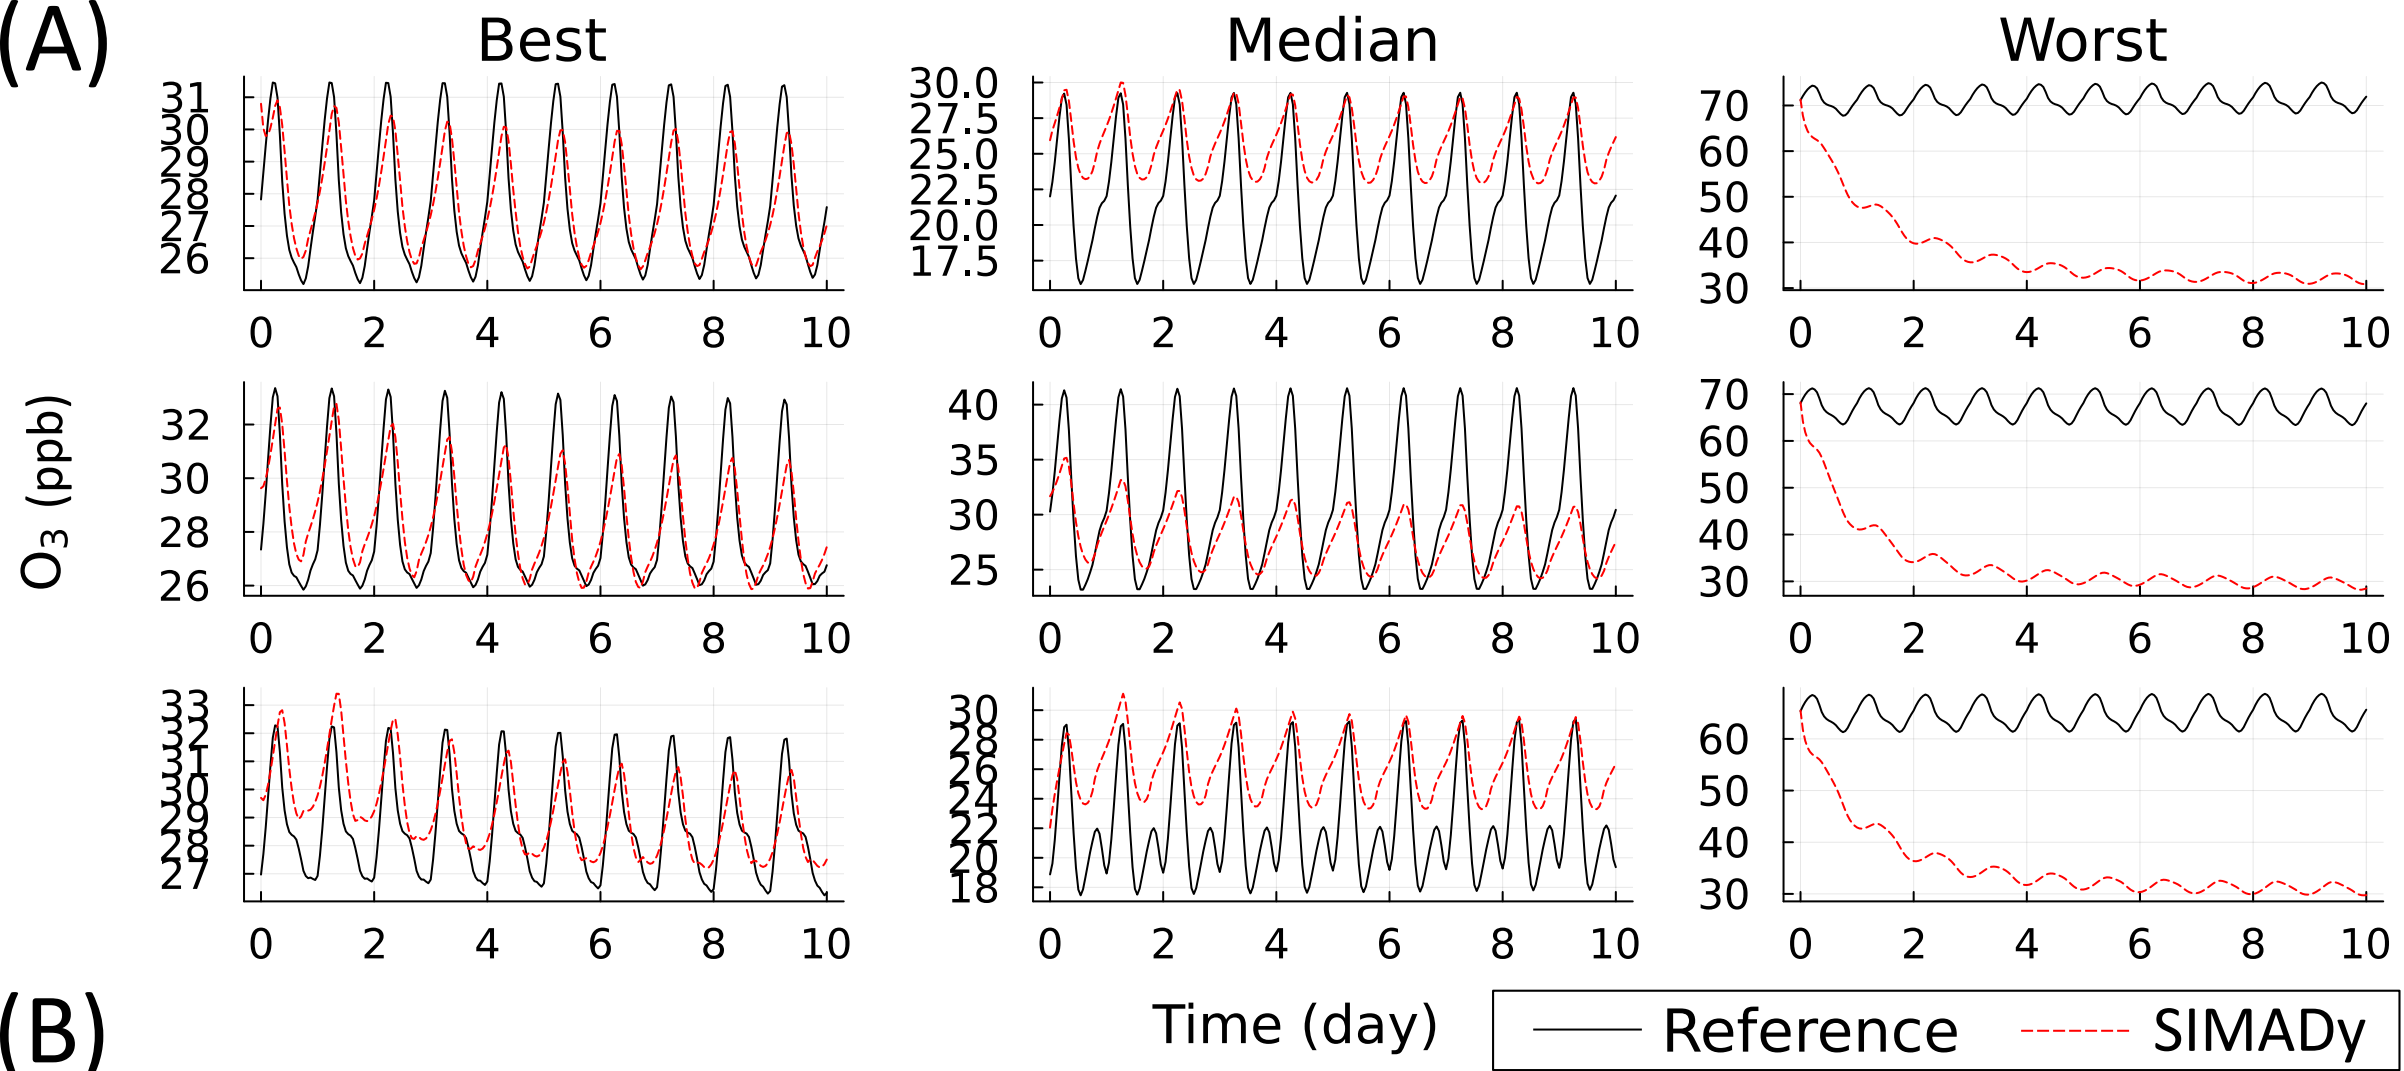 (A)
Best Median Worst
31 30 29 28 27 26
30.0 27.5 25.0 22.5 20.0 17.5
70 60 50 40 30
0 2 4 6 8 10 0 2 4 6 8 10 0 2 4 6 8 10
O₃ (ppb)
32 30 28 26
40 35 30 25
70 60 50 40 30
0 2 4 6 8 10 0 2 4 6 8 10 0 2 4 6 8 10
33 32 31 30 29 28 27
30 28 26 24 22 20 18
60 50 40 30
0 2 4 6 8 10 0 2 4 6 8 10 0 2 4 6 8 10
(B)
Time (day)
Reference SIMADy